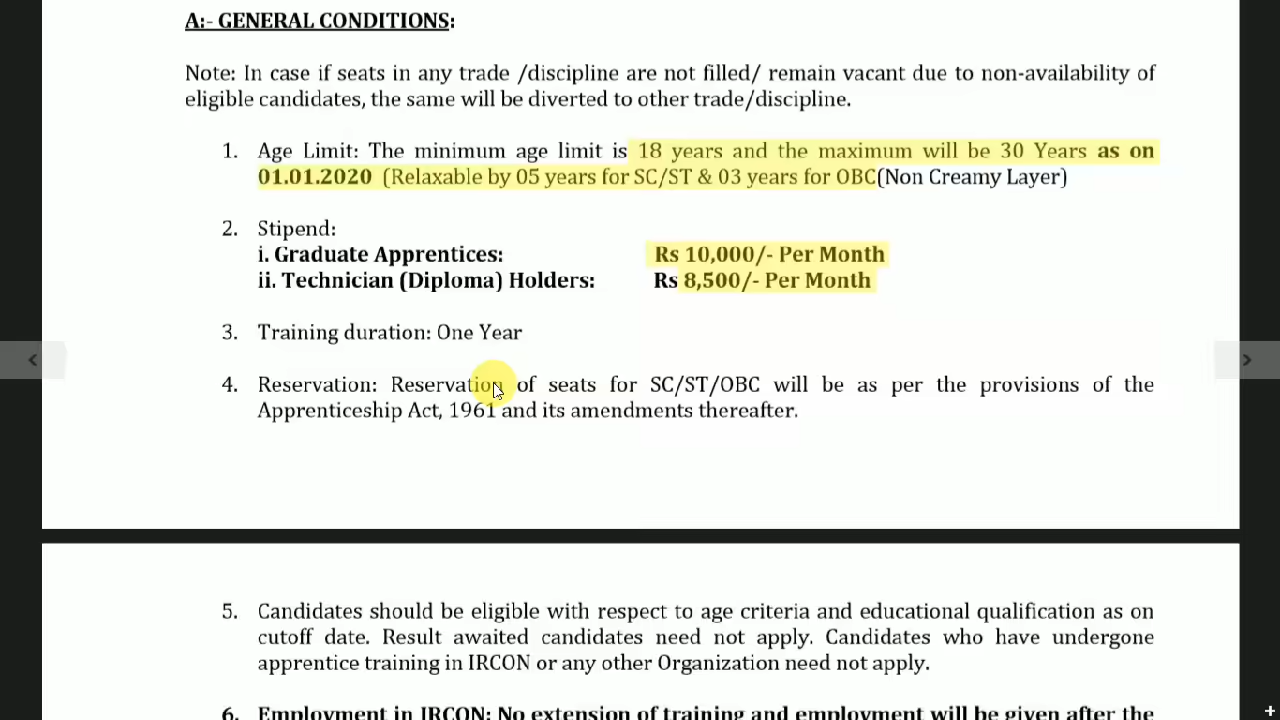 A:- GENERAL CONDITIONS:
Note: In case if seats in any trade /discipline are not filled/ remain vacant due to non-availability of
eligible candidates, the same will be diverted to other trade/discipline.
1. Age Limit: The minimum age limit is 18 years and the maximum will be 30 Years as on
01.01.2020 (Relaxable by 05 years for SC/ST & 03 years for OBC(Non Creamy Layer)
2. Stipend:
i. Graduate Apprentices: Rs 10,000/- Per Month
ii. Technician (Diploma) Holders: Rs 8,500/- Per Month
3. Training duration: One Year
4. Reservation: Reservation of seats for SC/ST/OBC will be as per the provisions of the
Apprenticeship Act, 1961 and its amendments thereafter.
5. Candidates should be eligible with respect to age criteria and educational qualification as on
cutoff date. Result awaited candidates need not apply. Candidates who have undergone
apprentice training in IRCON or any other Organization need not apply.
6. Employment in IRCON: No extension of training and employment will be given after the